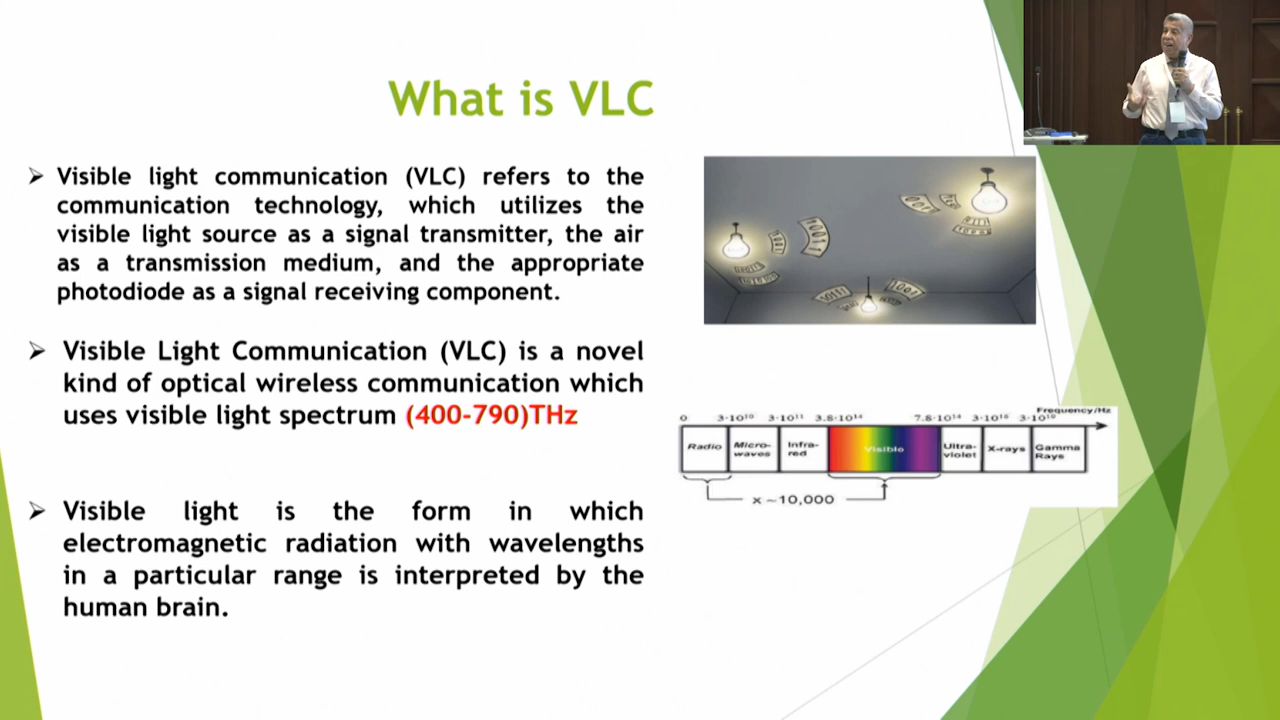 What is VLC
➢ Visible light communication (VLC) refers to the
communication technology, which utilizes the
visible light source as a signal transmitter, the air
as a transmission medium, and the appropriate
photodiode as a signal receiving component.
➢ Visible Light Communication (VLC) is a novel
kind of optical wireless communication which
uses visible light spectrum (400-790)THz
➢ Visible light is the form in which
electromagnetic radiation with wavelengths
in a particular range is interpreted by the
human brain.
10011
1001
Frequency/Hz
0 3·10¹⁰ 3·10¹¹ 3.8·10¹⁴ 7.8·10¹⁴ 3·10¹⁶ 3·10¹⁹
Radio
Micro-
waves
Infra-
red
Visible
Ultra-
violet
X-rays
Gamma
Rays
x ~10,000